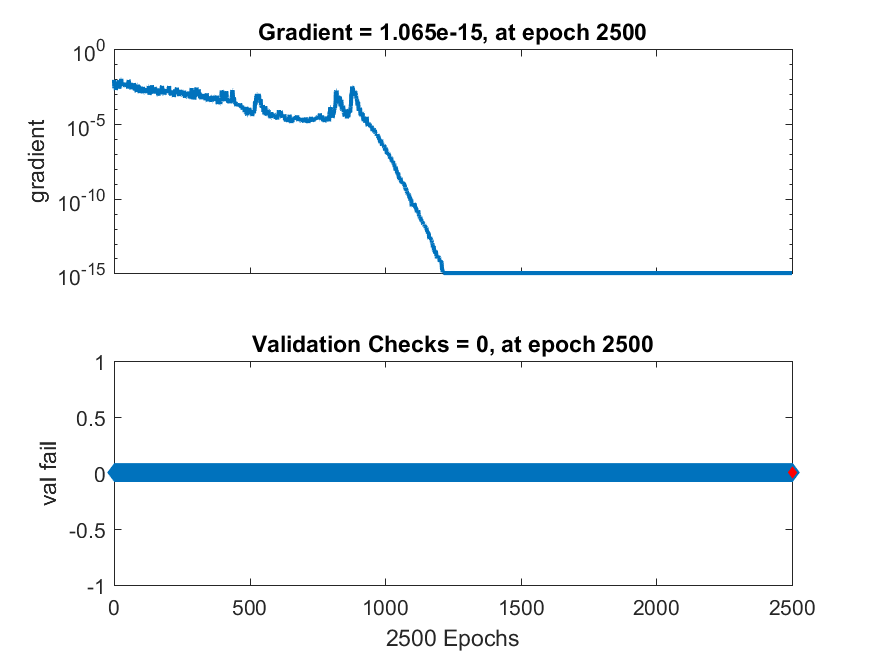 Gradient = 1.065e-15, at epoch 2500
10^0
10^-5
10^-10
10^-15
gradient
Validation Checks = 0, at epoch 2500
1
0.5
0
-0.5
-1
val fail
0 500 1000 1500 2000 2500
2500 Epochs